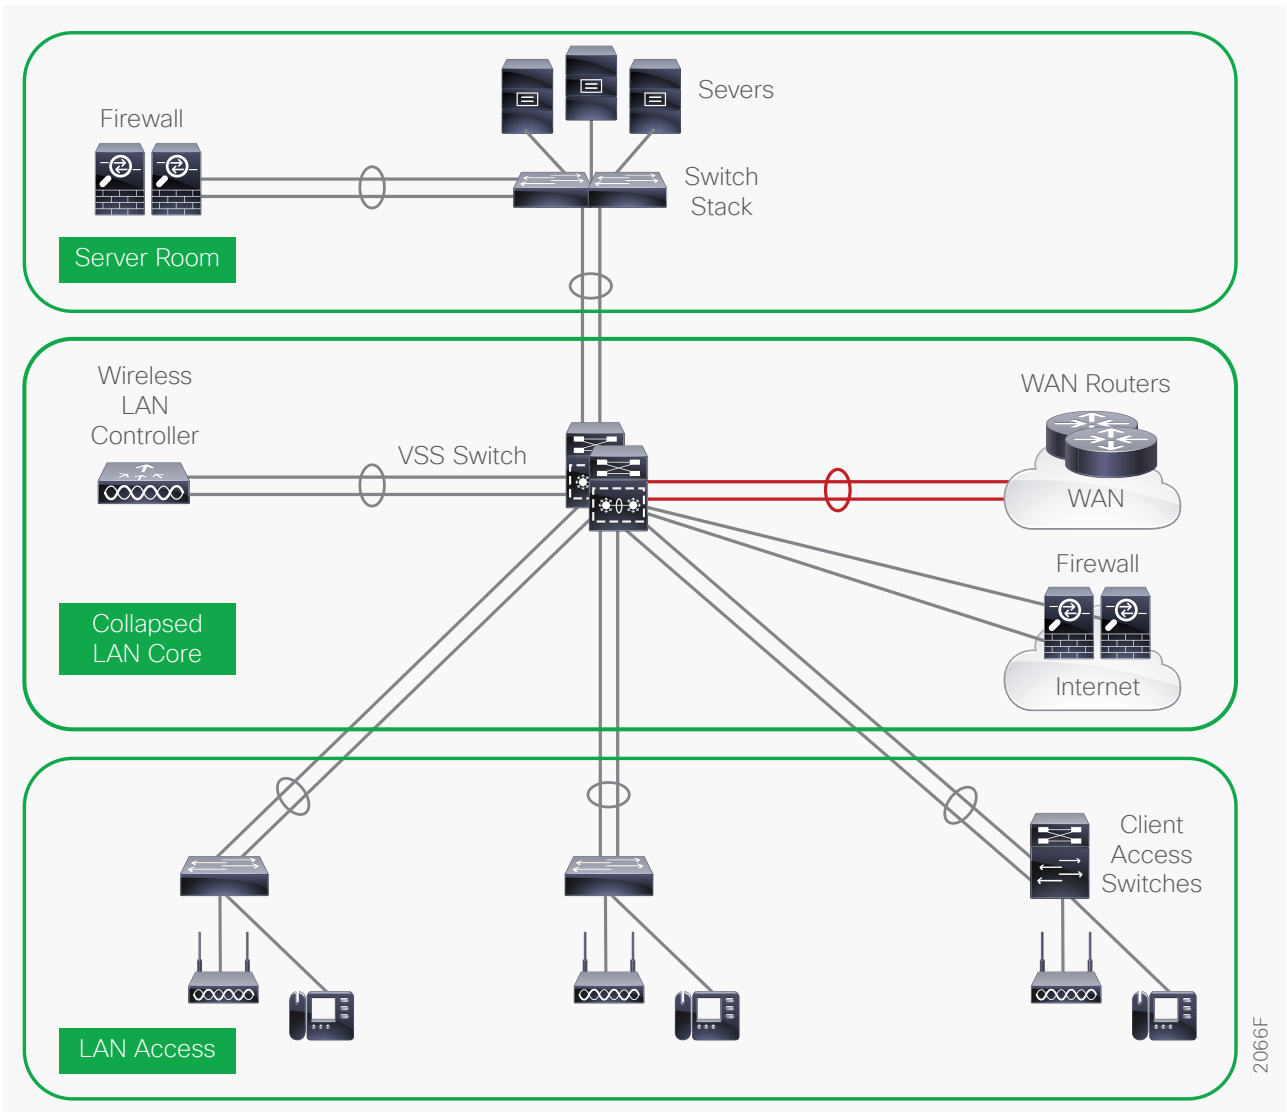 Severs
Firewall
Switch
Stack
Server Room
Wireless
LAN
Controller
VSS Switch
WAN Routers
WAN
Firewall
Internet
Collapsed
LAN Core
Client
Access
Switches
LAN Access
2066F